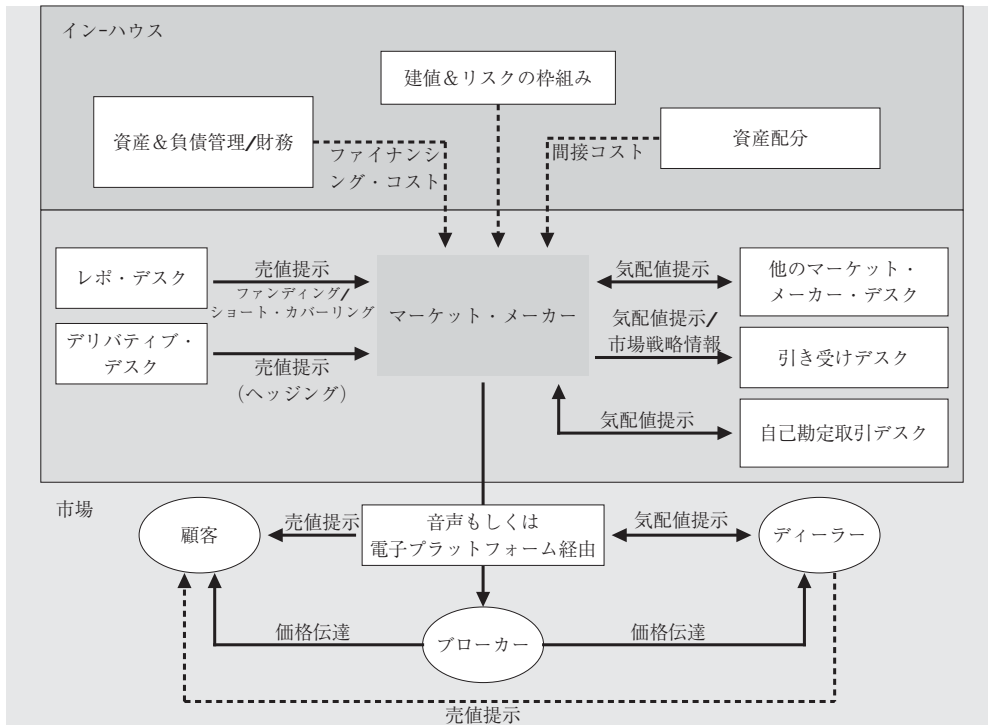 イン-ハウス
建値＆リスクの枠組み
資産＆負債管理/財務
資産配分
ファイナンシ
ング・コスト
間接コスト
レポ・デスク
売値提示
ファンディング/
ショート・カバーリング
デリバティブ・
デスク
売値提示
（ヘッジング）
マーケット・メーカー
気配値提示
他のマーケット・
メーカー・デスク
気配値提示/
市場戦略情報
引き受けデスク
気配値提示
自己勘定取引デスク
市場
顧客
売値提示
音声もしくは
電子プラットフォーム経由
気配値提示
ディーラー
価格伝達
ブローカー
価格伝達
売値提示